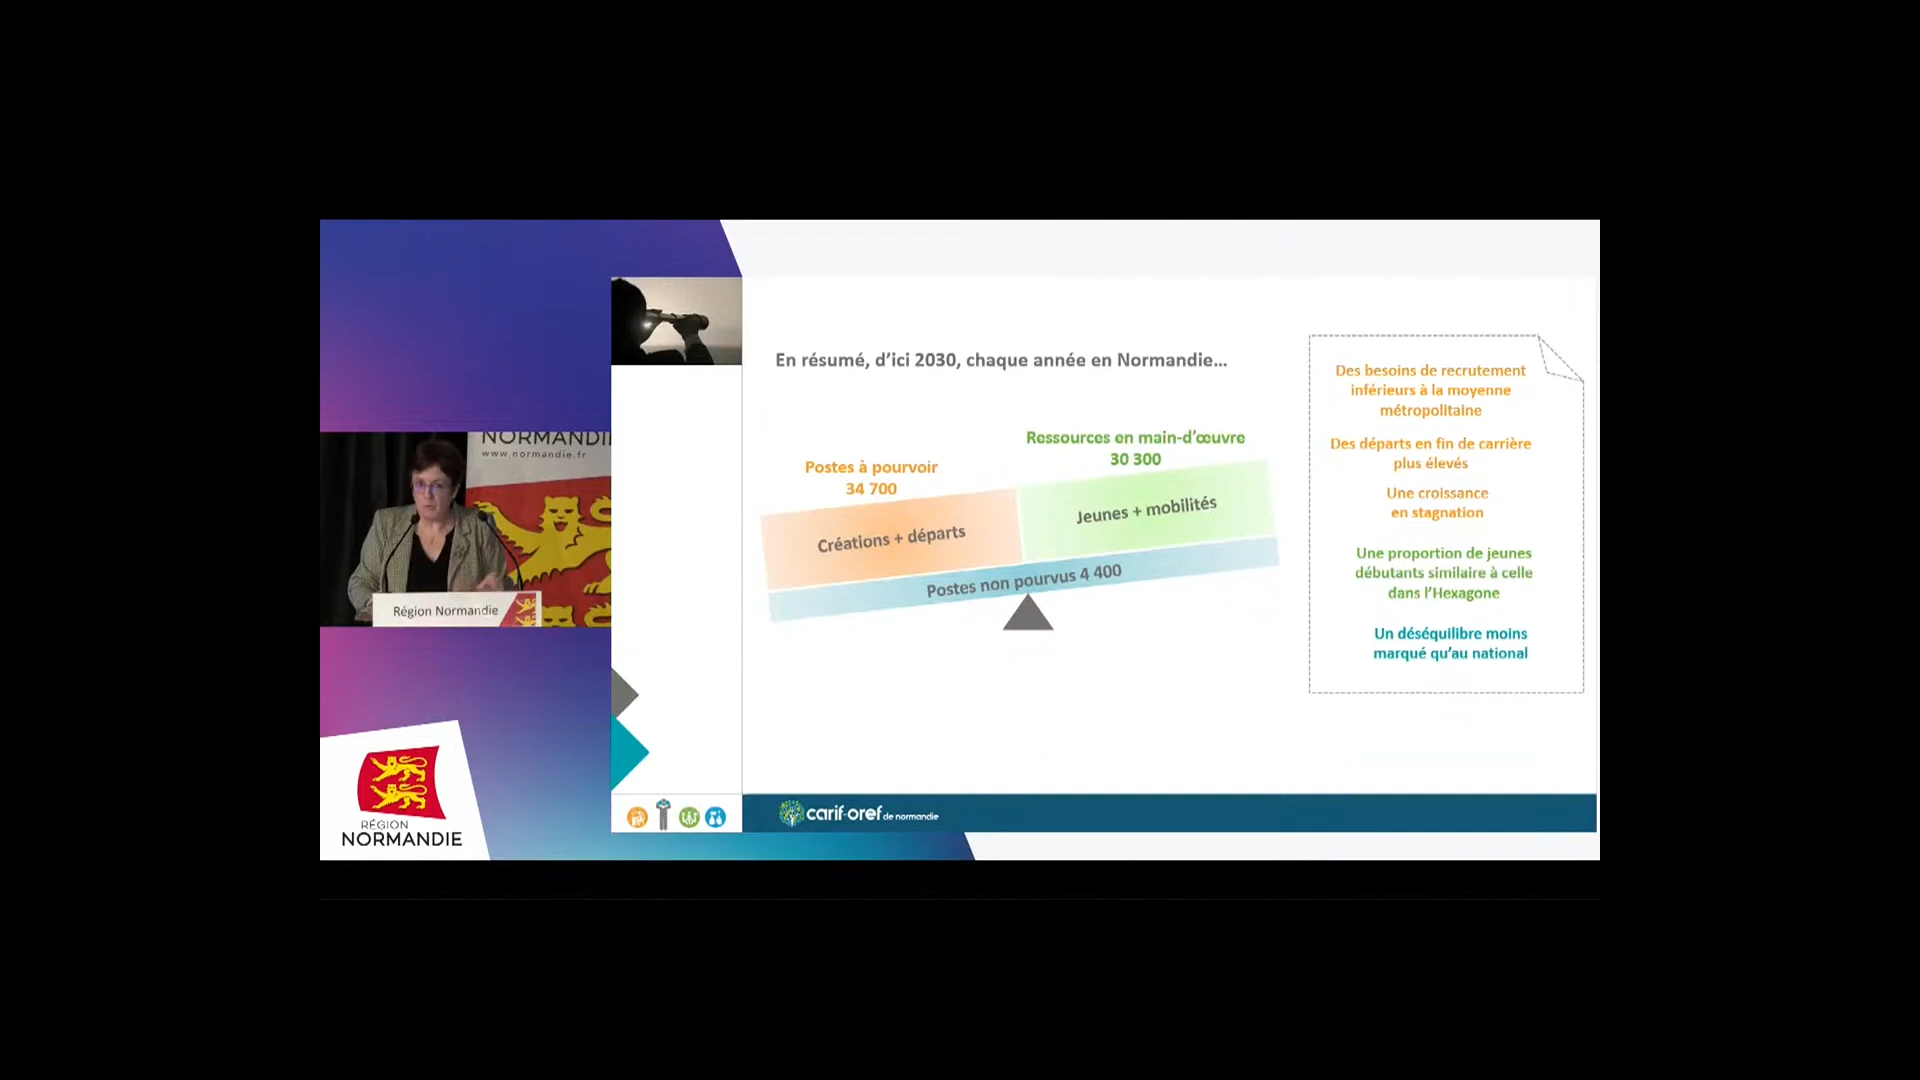 En résumé, d’ici 2030, chaque année en Normandie...
Postes à pourvoir
34 700
Ressources en main-d’œuvre
30 300
Créations + départs
Jeunes + mobilités
Postes non pourvus 4 400
Des besoins de recrutement
inférieurs à la moyenne
métropolitaine
Des départs en fin de carrière
plus élevés
Une croissance
en stagnation
Une proportion de jeunes
débutants similaire à celle
dans l’Hexagone
Un déséquilibre moins
marqué qu’au national
NORMANDI
www.normandie.fr
Région Normandie
RÉGION
NORMANDIE
carif-oref de normandie